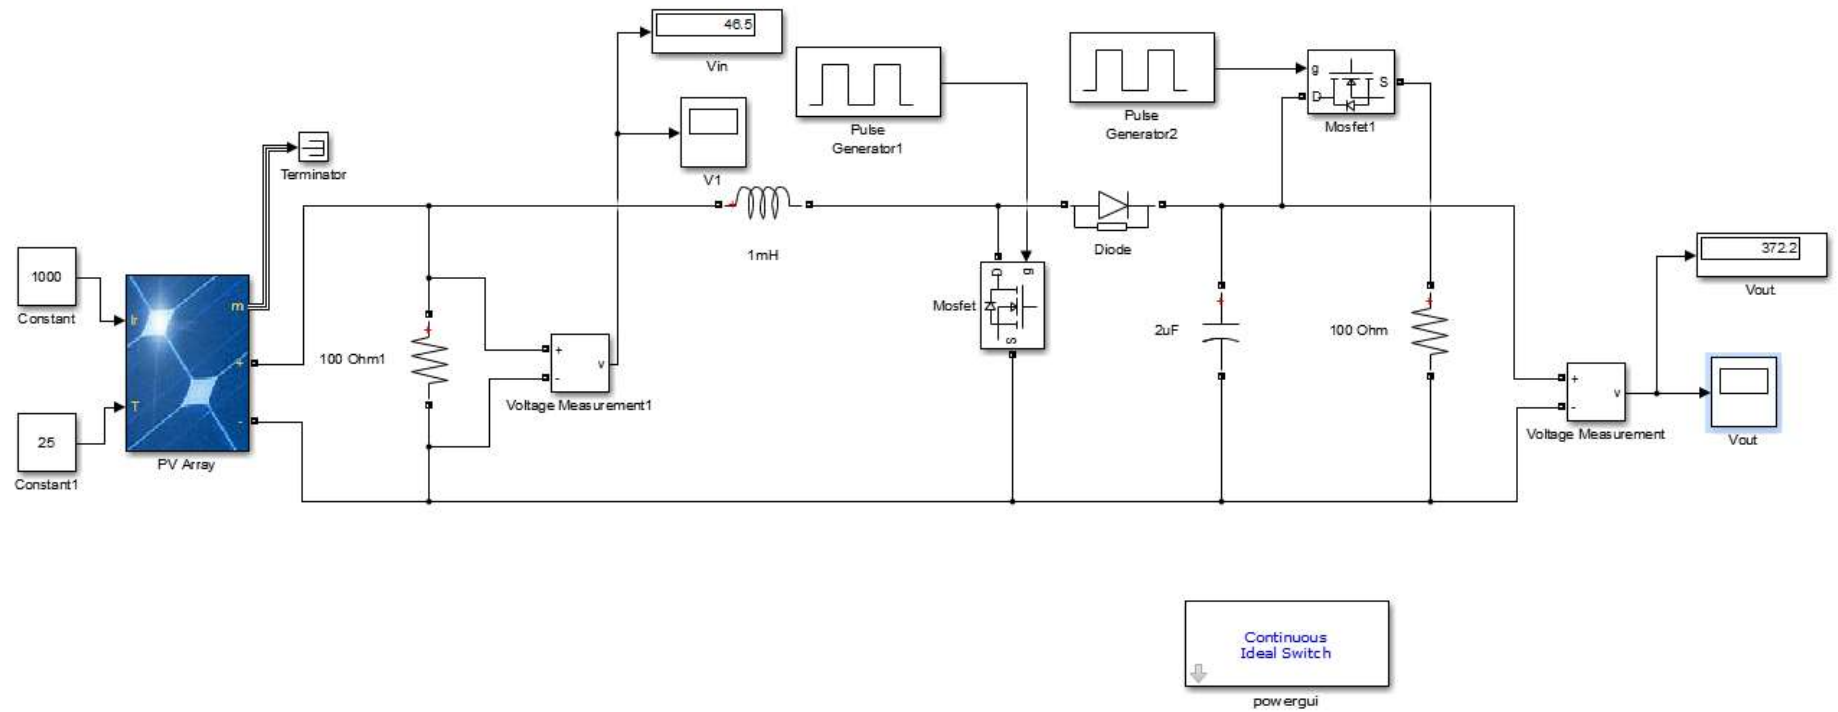 46.5
Vin
V1
Pulse
Generator1
Pulse
Generator2
g
D
S
Mosfet1
Terminator
1mH
Diode
1000
Constant
Ir
m
+
T
-
PV Array
25
Constant1
100 Ohm1
+
+
-
v
Voltage Measurement1
D
g
S
Mosfet
2uF
+
100 Ohm
+
372.2
Vout
+
-
v
Voltage Measurement
Vout
Continuous
Ideal Switch
powergui